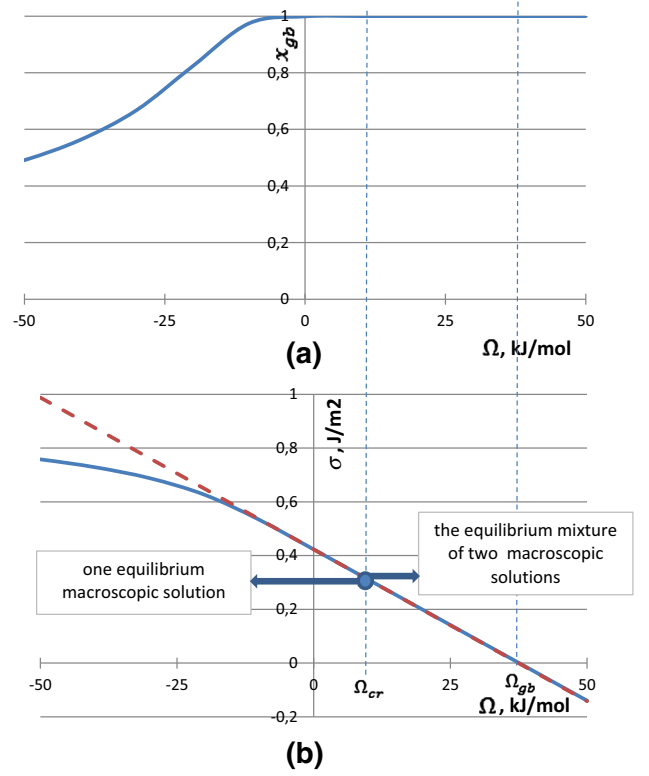 1
x_gb
0,8
0,6
0,4
0,2
0
-50
-25
0
25
50
(a)
Ω, kJ/mol
1
σ, J/m2
0,8
0,6
0,4
0,2
0
-0,2
the equilibrium mixture
of two macroscopic
solutions
one equilibrium
macroscopic solution
-50
-25
0
Ω_cr
25
Ω_gb
50
Ω, kJ/mol
(b)